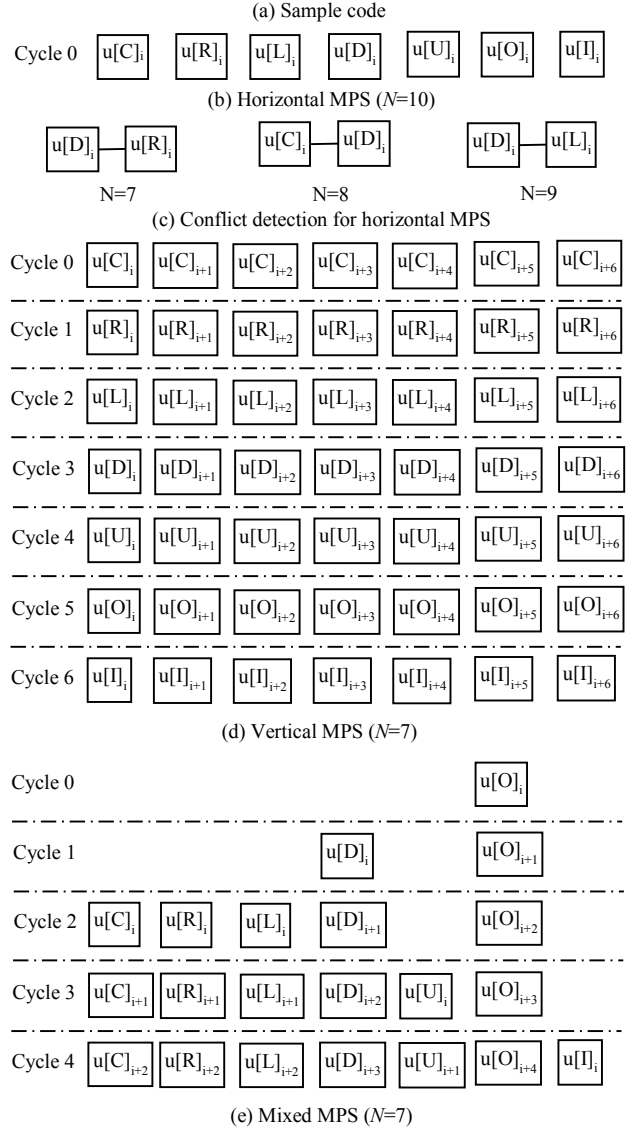 (a) Sample code
Cycle 0 u[C]i u[R]i u[L]i u[D]i u[U]i u[O]i u[I]i
(b) Horizontal MPS (N=10)
u[D]i u[R]i u[C]i u[D]i u[D]i u[L]i
N=7 N=8 N=9
(c) Conflict detection for horizontal MPS
Cycle 0 u[C]i u[C]i+1 u[C]i+2 u[C]i+3 u[C]i+4 u[C]i+5 u[C]i+6
Cycle 1 u[R]i u[R]i+1 u[R]i+2 u[R]i+3 u[R]i+4 u[R]i+5 u[R]i+6
Cycle 2 u[L]i u[L]i+1 u[L]i+2 u[L]i+3 u[L]i+4 u[L]i+5 u[L]i+6
Cycle 3 u[D]i u[D]i+1 u[D]i+2 u[D]i+3 u[D]i+4 u[D]i+5 u[D]i+6
Cycle 4 u[U]i u[U]i+1 u[U]i+2 u[U]i+3 u[U]i+4 u[U]i+5 u[U]i+6
Cycle 5 u[O]i u[O]i+1 u[O]i+2 u[O]i+3 u[O]i+4 u[O]i+5 u[O]i+6
Cycle 6 u[I]i u[I]i+1 u[I]i+2 u[I]i+3 u[I]i+4 u[I]i+5 u[I]i+6
(d) Vertical MPS (N=7)
Cycle 0 u[O]i
Cycle 1 u[D]i u[O]i+1
Cycle 2 u[C]i u[R]i u[L]i u[D]i+1 u[O]i+2
Cycle 3 u[C]i+1 u[R]i+1 u[L]i+1 u[D]i+2 u[U]i u[O]i+3
Cycle 4 u[C]i+2 u[R]i+2 u[L]i+2 u[D]i+3 u[U]i+1 u[O]i+4 u[I]i
(e) Mixed MPS (N=7)